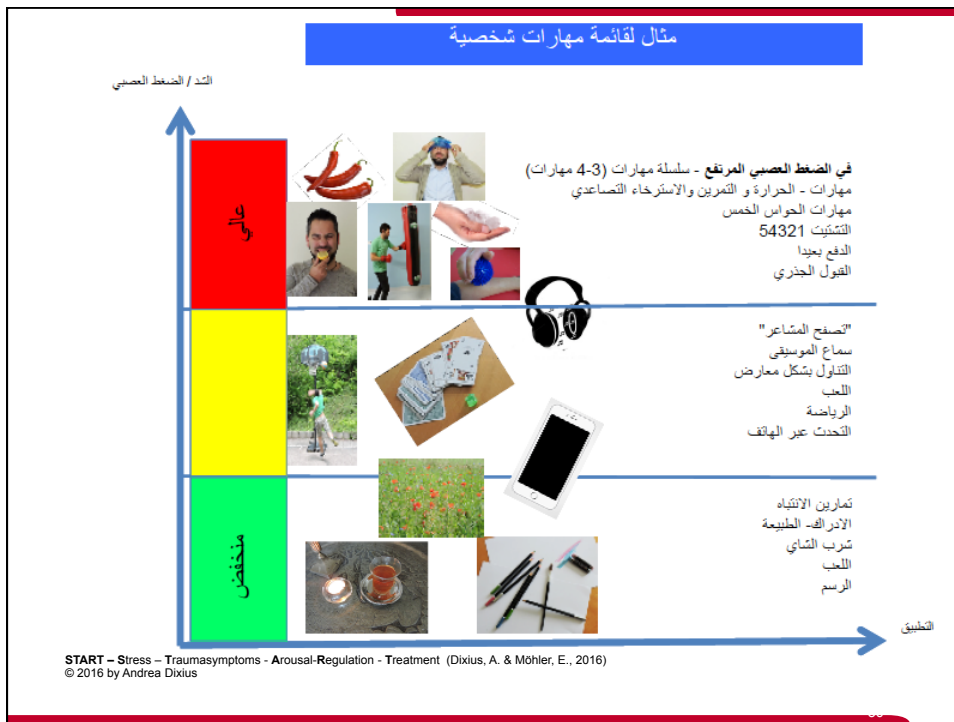 مثال لقائمة مهارات شخصية
الشد / الضغط العصبي
عالي
في الضغط العصبي المرتفع - سلسلة مهارات (3-4 مهارات)
مهارات - الحرارة و التمرين والاسترخاء التصاعدي
مهارات الحواس الخمس
التشتيت 54321
الدفع بعيدا
القبول الجذري
"تصفح المشاعر"
سماع الموسيقى
التناول بشكل معارض
اللعب
الرياضة
التحدث عبر الهاتف
منخفض
تمارين الانتباه
الادراك- الطبيعة
شرب الشاي
اللعب
الرسم
التطبيق
START – Stress – Traumasymptoms - Arousal-Regulation - Treatment (Dixius, A. & Möhler, E., 2016)
© 2016 by Andrea Dixius